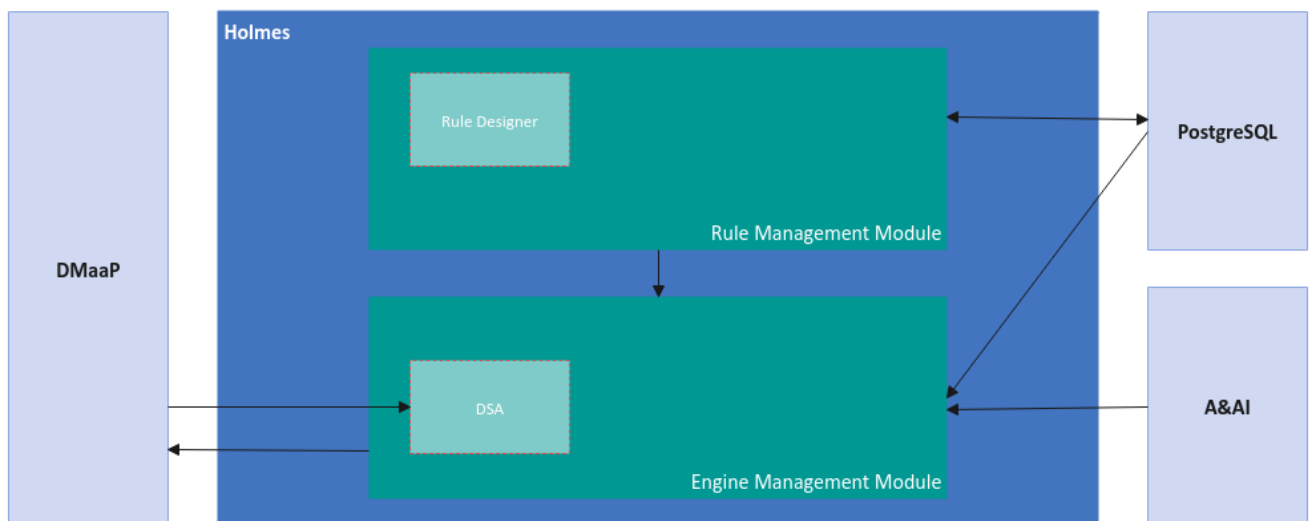 Holmes
Rule Designer
PostgreSQL
Rule Management Module
DMaaP
DSA
A&AI
Engine Management Module